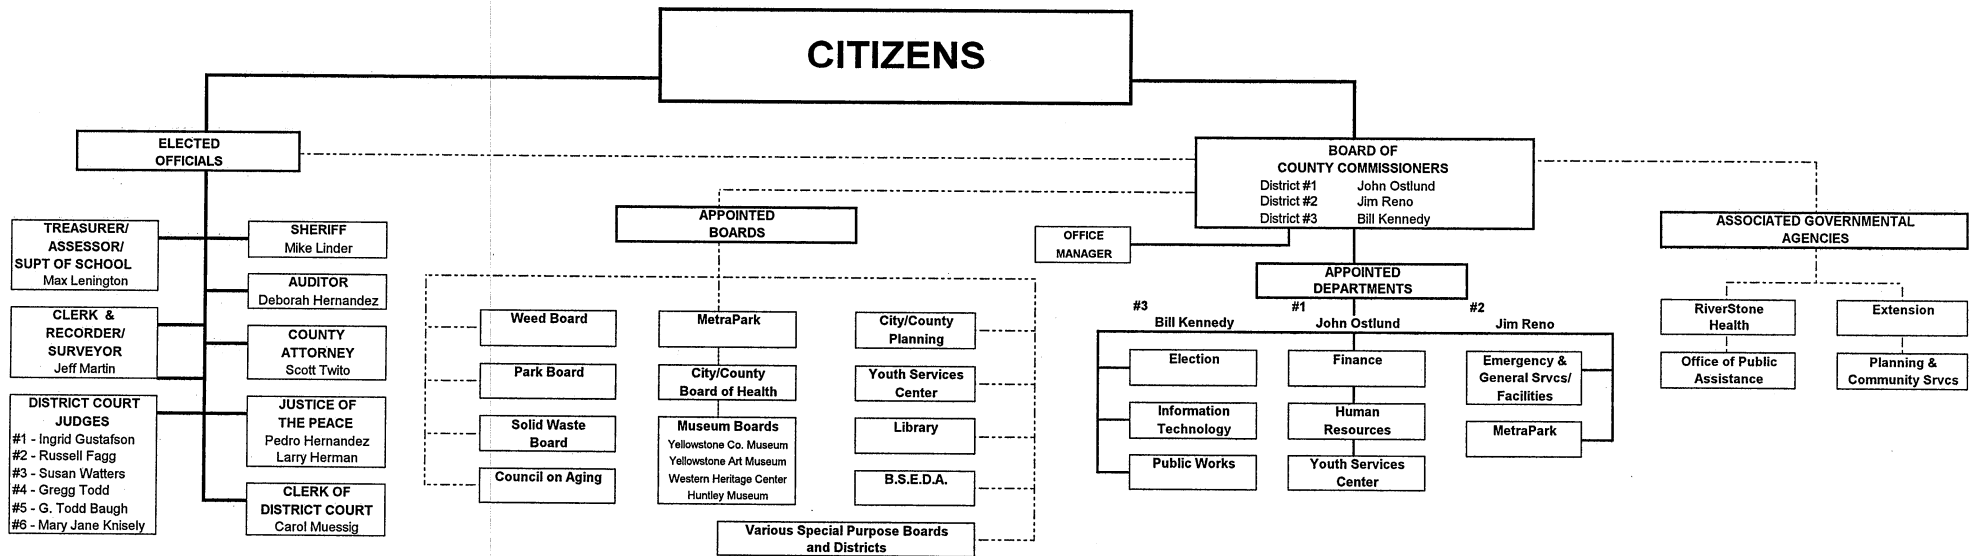 CITIZENS
ELECTED
OFFICIALS
BOARD OF
COUNTY COMMISSIONERS
District #1 John Ostlund
District #2 Jim Reno
District #3 Bill Kennedy
TREASURER/
ASSESSOR/
SUPT OF SCHOOL
Max Lenington
SHERIFF
Mike Linder
AUDITOR
Deborah Hernandez
CLERK &
RECORDER/
SURVEYOR
Jeff Martin
COUNTY
ATTORNEY
Scott Twito
DISTRICT COURT
JUDGES
#1 - Ingrid Gustafson
#2 - Russell Fagg
#3 - Susan Watters
#4 - Gregg Todd
#5 - G. Todd Baugh
#6 - Mary Jane Knisely
JUSTICE OF
THE PEACE
Pedro Hernandez
Larry Herman
CLERK OF
DISTRICT COURT
Carol Muessig
APPOINTED
BOARDS
Weed Board
Park Board
Solid Waste
Board
Council on Aging
MetraPark
City/County
Board of Health
Museum Boards
Yellowstone Co. Museum
Yellowstone Art Museum
Western Heritage Center
Huntley Museum
City/County
Planning
Youth Services
Center
Library
B.S.E.D.A.
Various Special Purpose Boards
and Districts
OFFICE
MANAGER
APPOINTED
DEPARTMENTS
#3
Bill Kennedy
Election
Information
Technology
Public Works
#1
John Ostlund
Finance
Human
Resources
Youth Services
Center
#2
Jim Reno
Emergency &
General Srvcs/
Facilities
MetraPark
ASSOCIATED GOVERNMENTAL
AGENCIES
RiverStone
Health
Extension
Office of Public
Assistance
Planning &
Community Srvcs